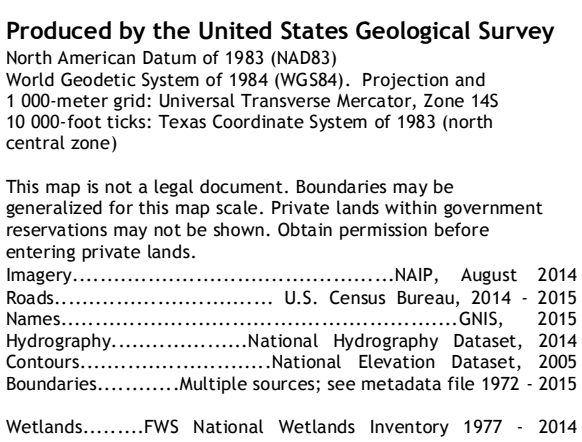 Produced by the United States Geological Survey
North American Datum of 1983 (NAD83)
World Geodetic System of 1984 (WGS84). Projection and
1 000-meter grid: Universal Transverse Mercator, Zone 14S
10 000-foot ticks: Texas Coordinate System of 1983 (north
central zone)
This map is not a legal document. Boundaries may be
generalized for this map scale. Private lands within government
reservations may not be shown. Obtain permission before
entering private lands.
Imagery.......................................NAIP, August 2014
Roads.......................... U.S. Census Bureau, 2014 - 2015
Names................................................GNIS, 2015
Hydrography....................National Hydrography Dataset, 2014
Contours..............................National Elevation Dataset, 2005
Boundaries...........Multiple sources; see metadata file 1972 - 2015
Wetlands.........FWS National Wetlands Inventory 1977 - 2014